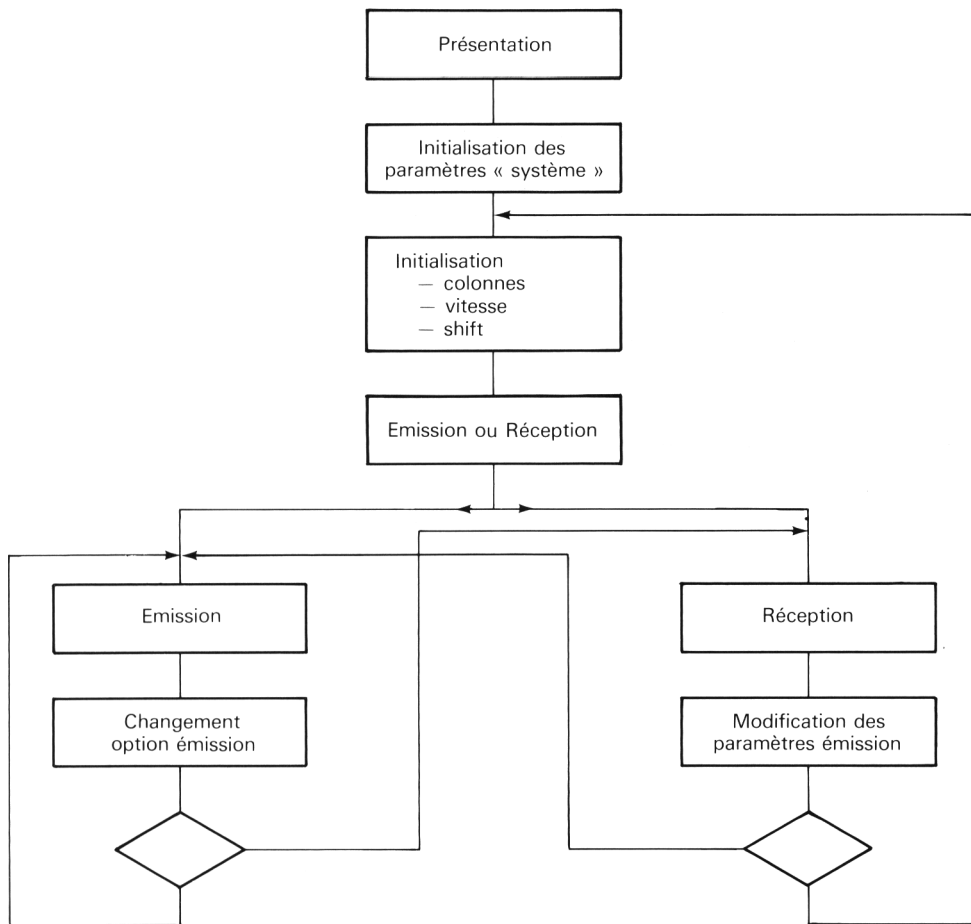 Présentation
Initialisation des
paramètres « système »
Initialisation
— colonnes
— vitesse
— shift
Emission ou Réception
Emission
Réception
Changement
option émission
Modification des
paramètres émission